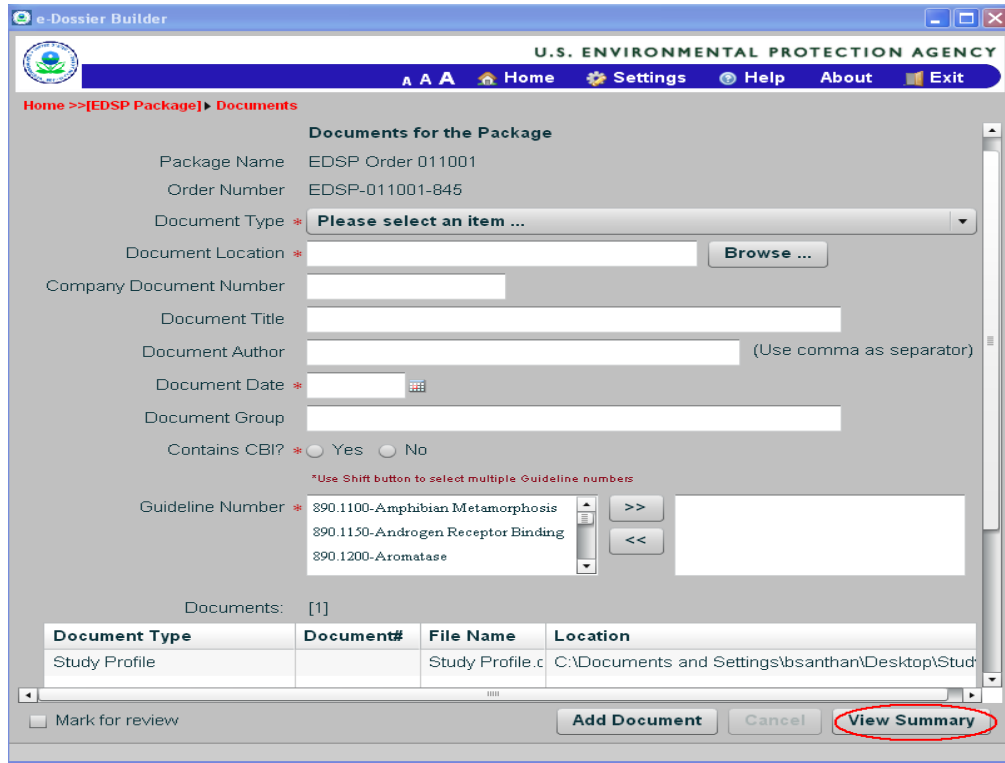 e-Dossier Builder
U.S. ENVIRONMENTAL PROTECTION AGENCY
A A A Home Settings Help About Exit
Home >>[EDSP Package] Documents
Documents for the Package
Package Name EDSP Order 011001
Order Number EDSP-011001-845
Document Type * Please select an item ...
Document Location * Browse ...
Company Document Number
Document Title
Document Author (Use comma as separator)
Document Date *
Document Group
Contains CBI? * Yes No
*Use Shift button to select multiple Guideline numbers
Guideline Number * 890.1100-Amphibian Metamorphosis >>
890.1150-Androgen Receptor Binding
<<
890.1200-Aromatase
Documents: [1]
Document Type Document# File Name Location
Study Profile Study Profile.c C:\Documents and Settings\bsanthan\Desktop\Stud
Mark for review Add Document Cancel View Summary